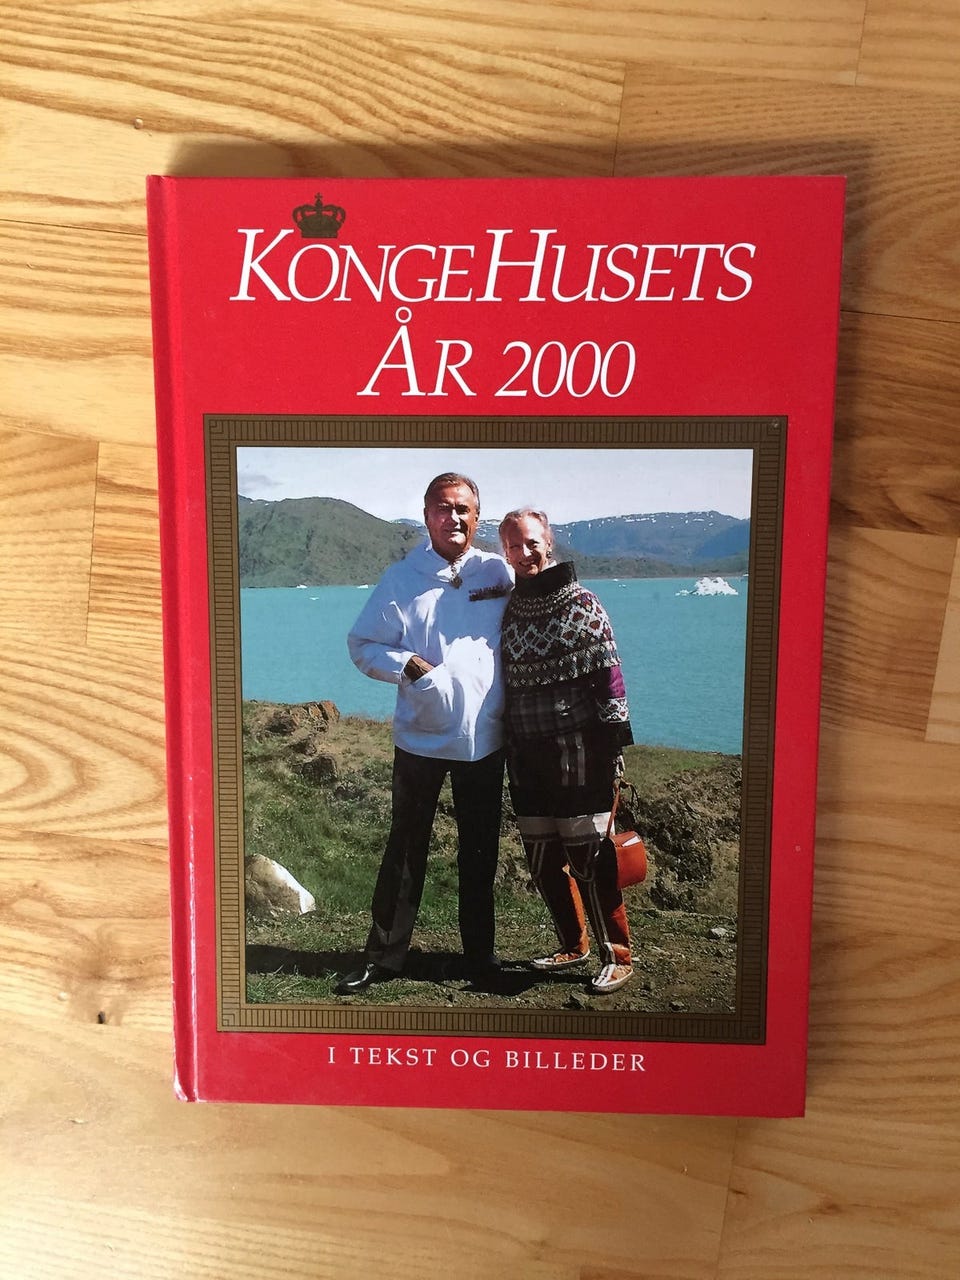 KONGEHUSETS
ÅR 2000
I TEKST OG BILLEDER